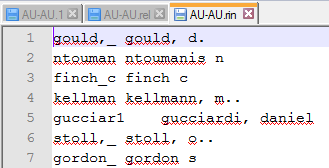 AU-AU.1 AU-AU.rel AU-AU.rin
1 gould,_ gould, d.
2 ntouman ntoumanis n
3 finch_c finch c
4 kellman kellmann, m..
5 gucciar1 gucciardi, daniel
6 stoll,_ stoll, o..
7 gordon_ gordon s